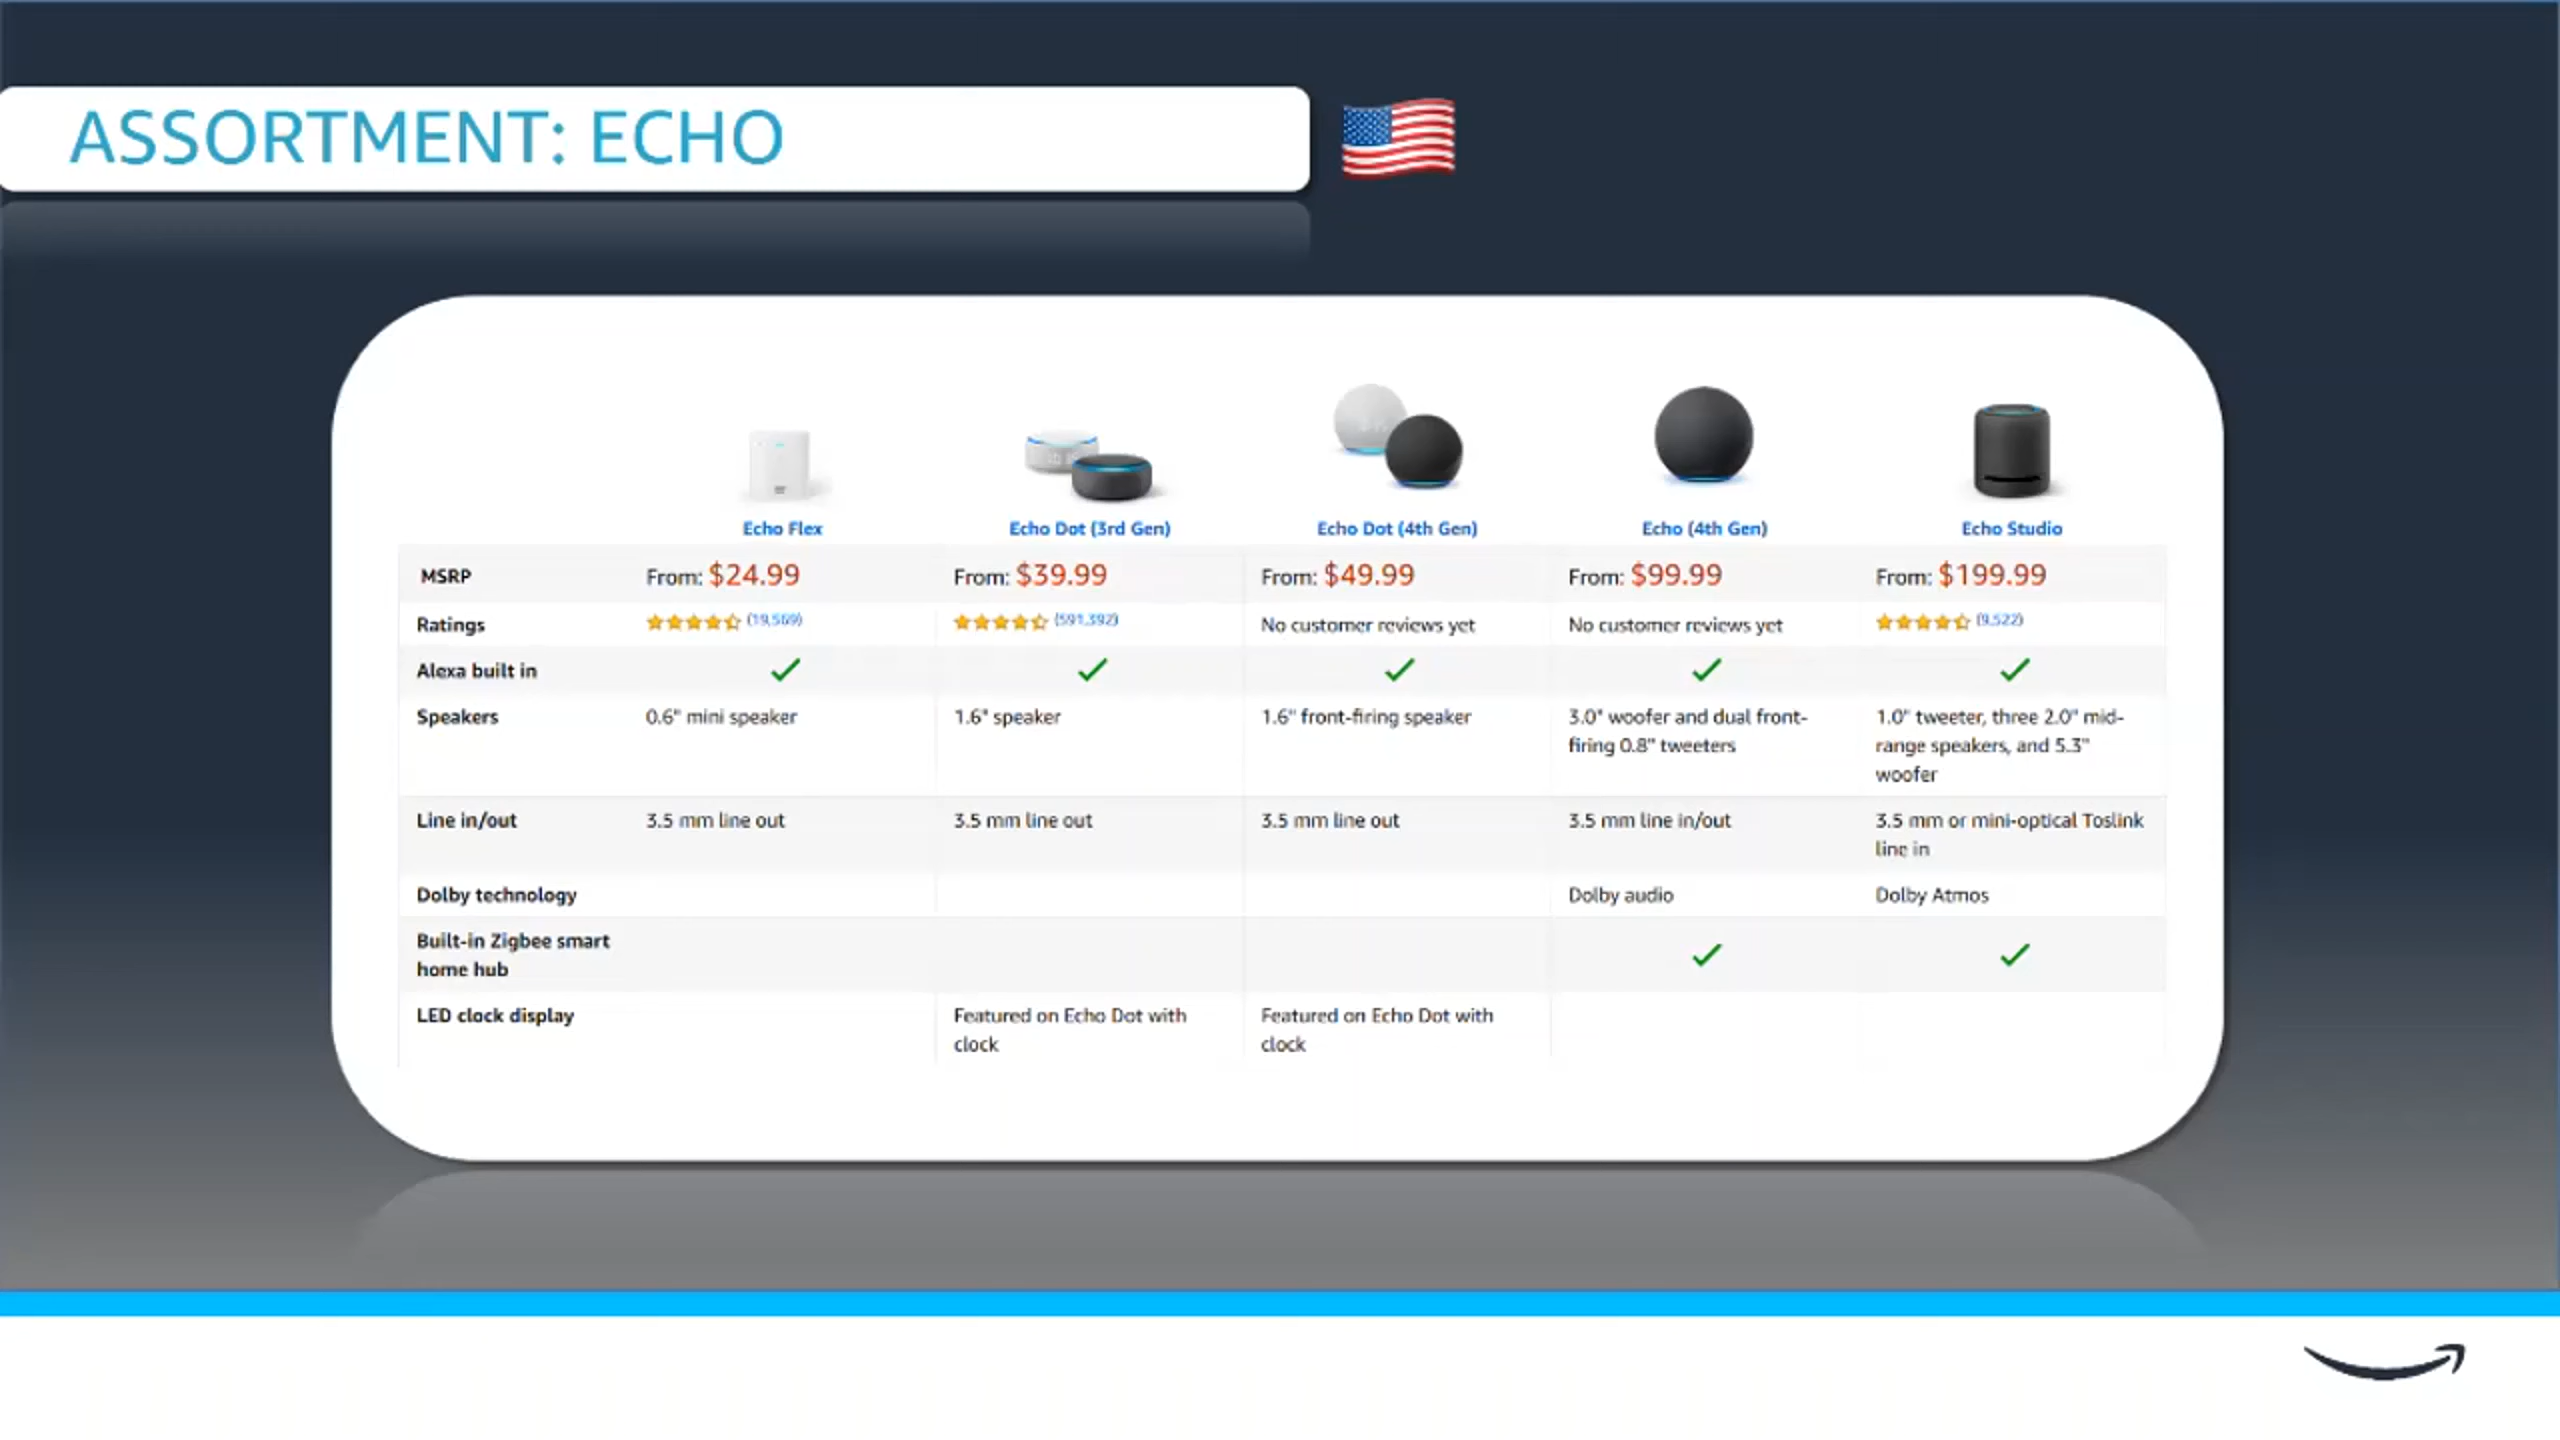 ASSORTMENT: ECHO
Echo Flex Echo Dot (3rd Gen) Echo Dot (4th Gen) Echo (4th Gen) Echo Studio
MSRP From: $24.99 From: $39.99 From: $49.99 From: $99.99 From: $199.99
Ratings (19,569) (591,392) No customer reviews yet No customer reviews yet (9,522)
Alexa built in
Speakers 0.6" mini speaker 1.6" speaker 1.6" front-firing speaker 3.0" woofer and dual front- 1.0" tweeter, three 2.0" mid-
firing 0.8" tweeters range speakers, and 5.3"
woofer
Line in/out 3.5 mm line out 3.5 mm line out 3.5 mm line out 3.5 mm line in/out 3.5 mm or mini-optical Toslink
line in
Dolby technology Dolby audio Dolby Atmos
Built-in Zigbee smart
home hub
LED clock display Featured on Echo Dot with Featured on Echo Dot with
clock clock